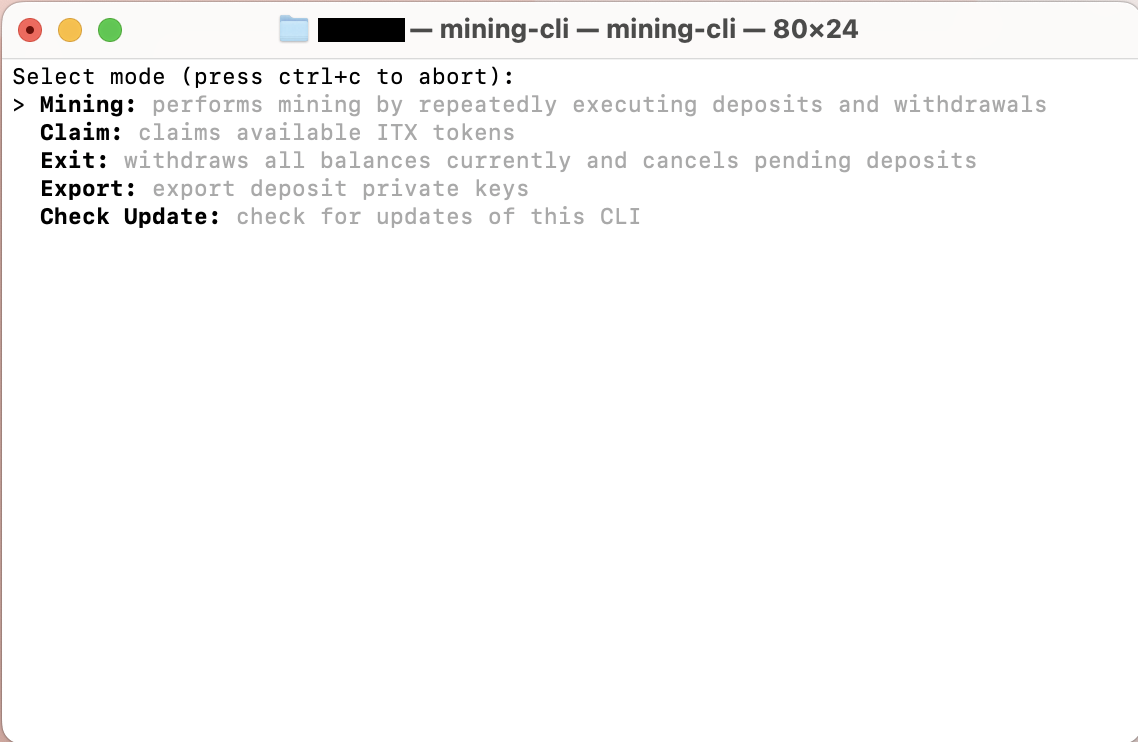 — mining-cli — mining-cli — 80×24
Select mode (press ctrl+c to abort):
> Mining: performs mining by repeatedly executing deposits and withdrawals
Claim: claims available ITX tokens
Exit: withdraws all balances currently and cancels pending deposits
Export: export deposit private keys
Check Update: check for updates of this CLI